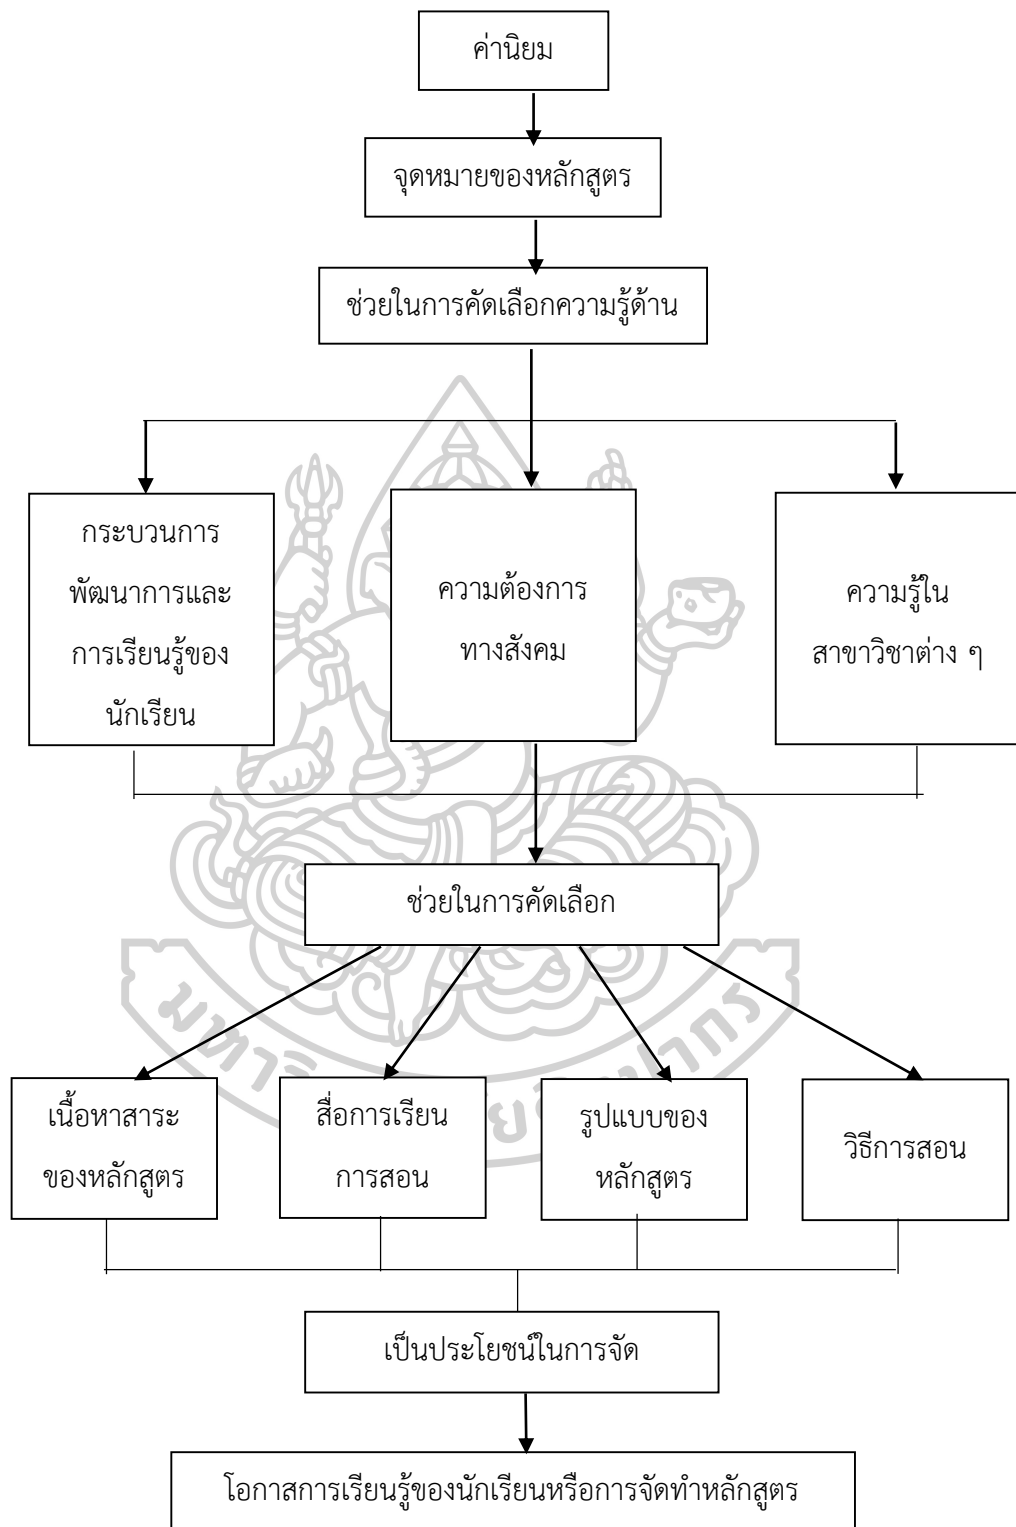 ค่านิยม
จุดหมายของหลักสูตร
ช่วยในการคัดเลือกความรู้ด้าน
กระบวนการ
พัฒนาการและ
การเรียนรู้ของ
นักเรียน
ความต้องการ
ทางสังคม
ความรู้ใน
สาขาวิชาต่าง ๆ
ช่วยในการคัดเลือก
เนื้อหาสาระ
ของหลักสูตร
สื่อการเรียน
การสอน
รูปแบบของ
หลักสูตร
วิธีการสอน
เป็นประโยชน์ในการจัด
โอกาสการเรียนรู้ของนักเรียนหรือการจัดทำหลักสูตร